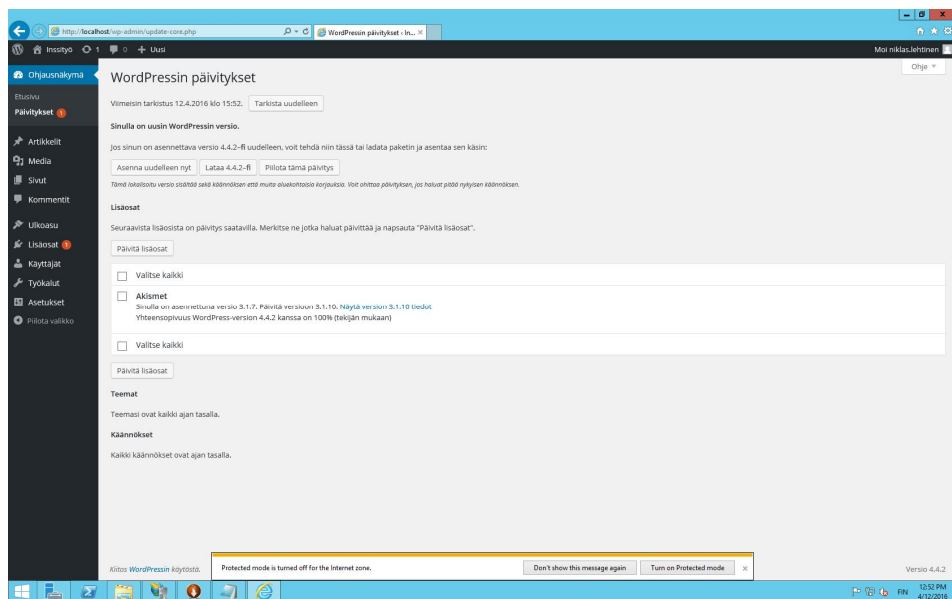 http://localhost/wp-admin/update-core.php
WordPressin päivitykset ‹ In...
Inssityö 1 0 + Uusi
Moi niklas.lehtinen
Ohje
Ohjausnäkymä
Etusivu
Päivitykset 1
Artikkelit
Media
Sivut
Kommentit
Ulkoasu
Lisäosat 1
Käyttäjät
Työkalut
Asetukset
Piilota valikko
WordPressin päivitykset
Viimeisin tarkistus 12.4.2016 klo 15:52. Tarkista uudelleen
Sinulla on uusin WordPressin versio.
Jos sinun on asennettava versio 4.4.2–fi uudelleen, voit tehdä niin tässä tai ladata paketin ja asentaa sen käsin:
Asenna uudelleen nyt Lataa 4.4.2–fi Piilota tämä päivitys
Tämä lokalisoitu versio sisältää sekä käännöksen että muita aluekohtaisia korjauksia. Voit ohittaa päivityksen, jos haluat pitää nykyisen käännöksen.
Lisäosat
Seuraavista lisäosista on päivitys saatavilla. Merkitse ne jotka haluat päivittää ja napsauta "Päivitä lisäosat".
Päivitä lisäosat
Valitse kaikki
Akismet
Sinulla on asennettuna versio 3.1.7. Päivitä versioon 3.1.10. Näytä version 3.1.10 tiedot
Yhteensopivuus WordPress-version 4.4.2 kanssa on 100% (tekijän mukaan)
Valitse kaikki
Päivitä lisäosat
Teemat
Teemasi ovat kaikki ajan tasalla.
Käännökset
Kaikki käännökset ovat ajan tasalla.
Kiitos WordPressin käytöstä.
Versio 4.4.2
Protected mode is turned off for the Internet zone. Don't show this message again Turn on Protected mode
FIN
12:52 PM
4/12/2016